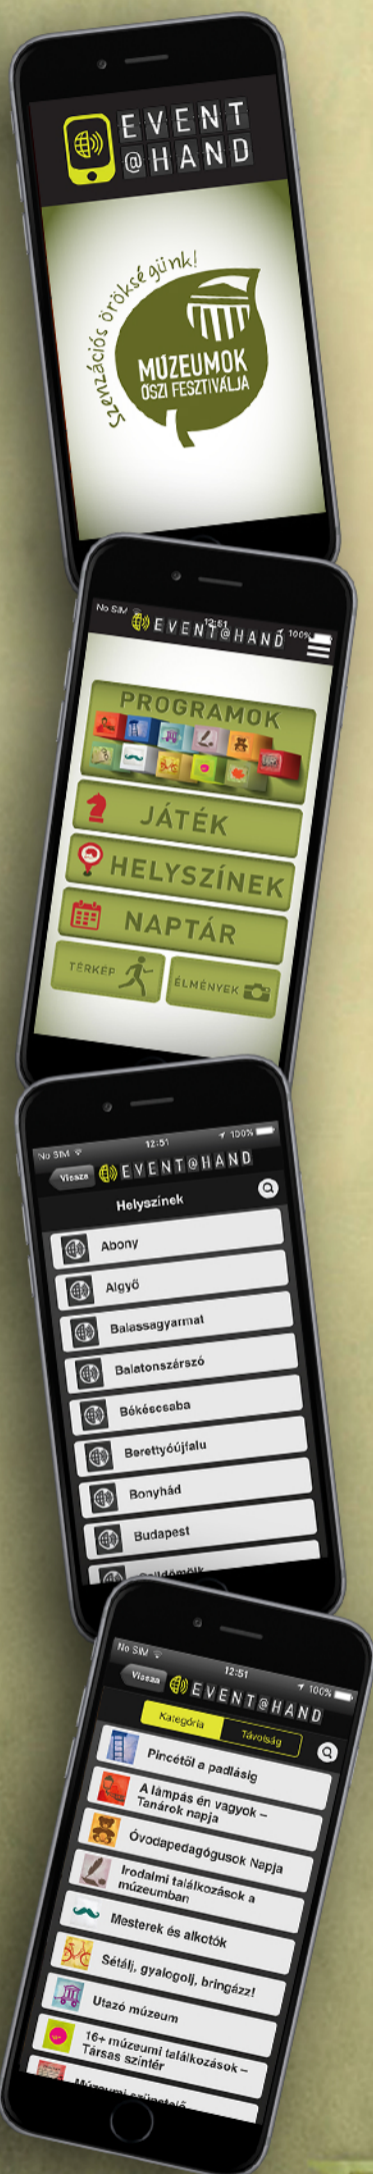 EVENT
@HAND
Szenzációs örökségünk!
MÚZEUMOK
ŐSZI FESZTIVÁLJA
No SIM 12:51 100%
EVENT@HAND
PROGRAMOK
JÁTÉK
HELYSZÍNEK
NAPTÁR
TÉRKÉP
ÉLMÉNYEK
No SIM 12:51 100%
Vissza EVENT@HAND
Helyszínek
Abony
Algyő
Balassagyarmat
Balatonszárszó
Békéscsaba
Berettyóújfalu
Bonyhád
Budapest
No SIM 12:51 100%
Vissza EVENT@HAND
Kategória Távolság
Pincétől a padlásig
A lámpás én vagyok –
Tanárok napja
Óvodapedagógusok Napja
Irodalmi találkozások a
múzeumban
Mesterek és alkotók
Sétálj, gyalogolj, bringázz!
Utazó múzeum
16+ múzeumi találkozások –
Társas színtér